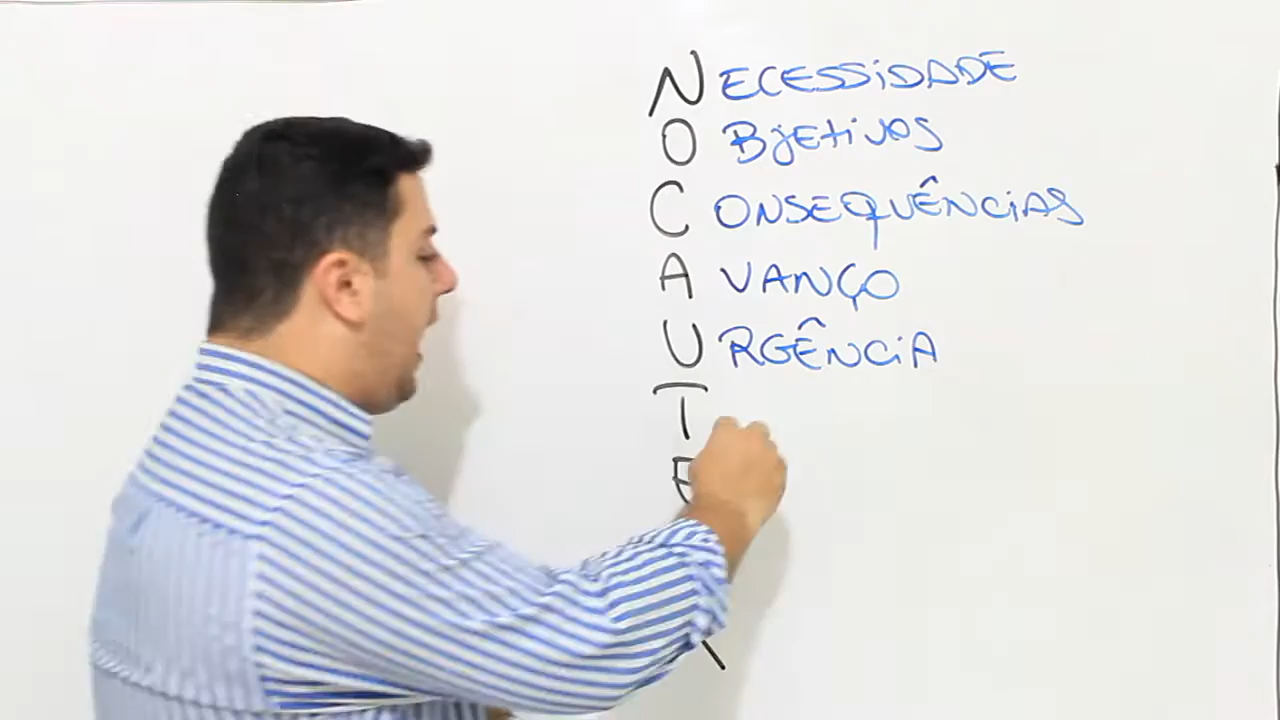 NECESSIDADE
OBJETIVOS
CONSEQUÊNCIAS
AVANÇO
URGÊNCIA
T
E